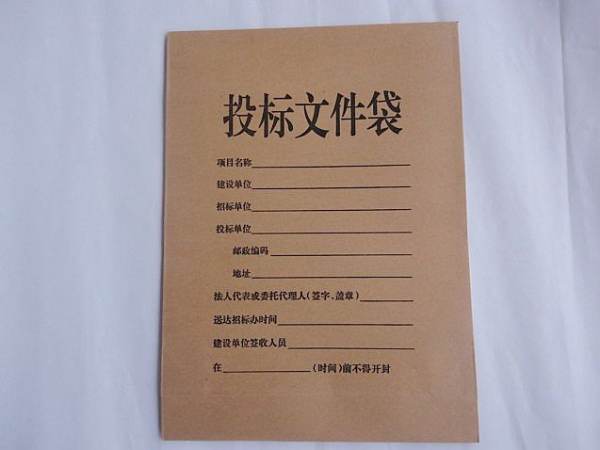 投标文件袋
项目名称
建设单位
招标单位
投标单位
邮政编码
地址
法人代表或委托代理人(签字、盖章)
送达招标办时间
建设单位签收人员
在 (时间)前不得开封